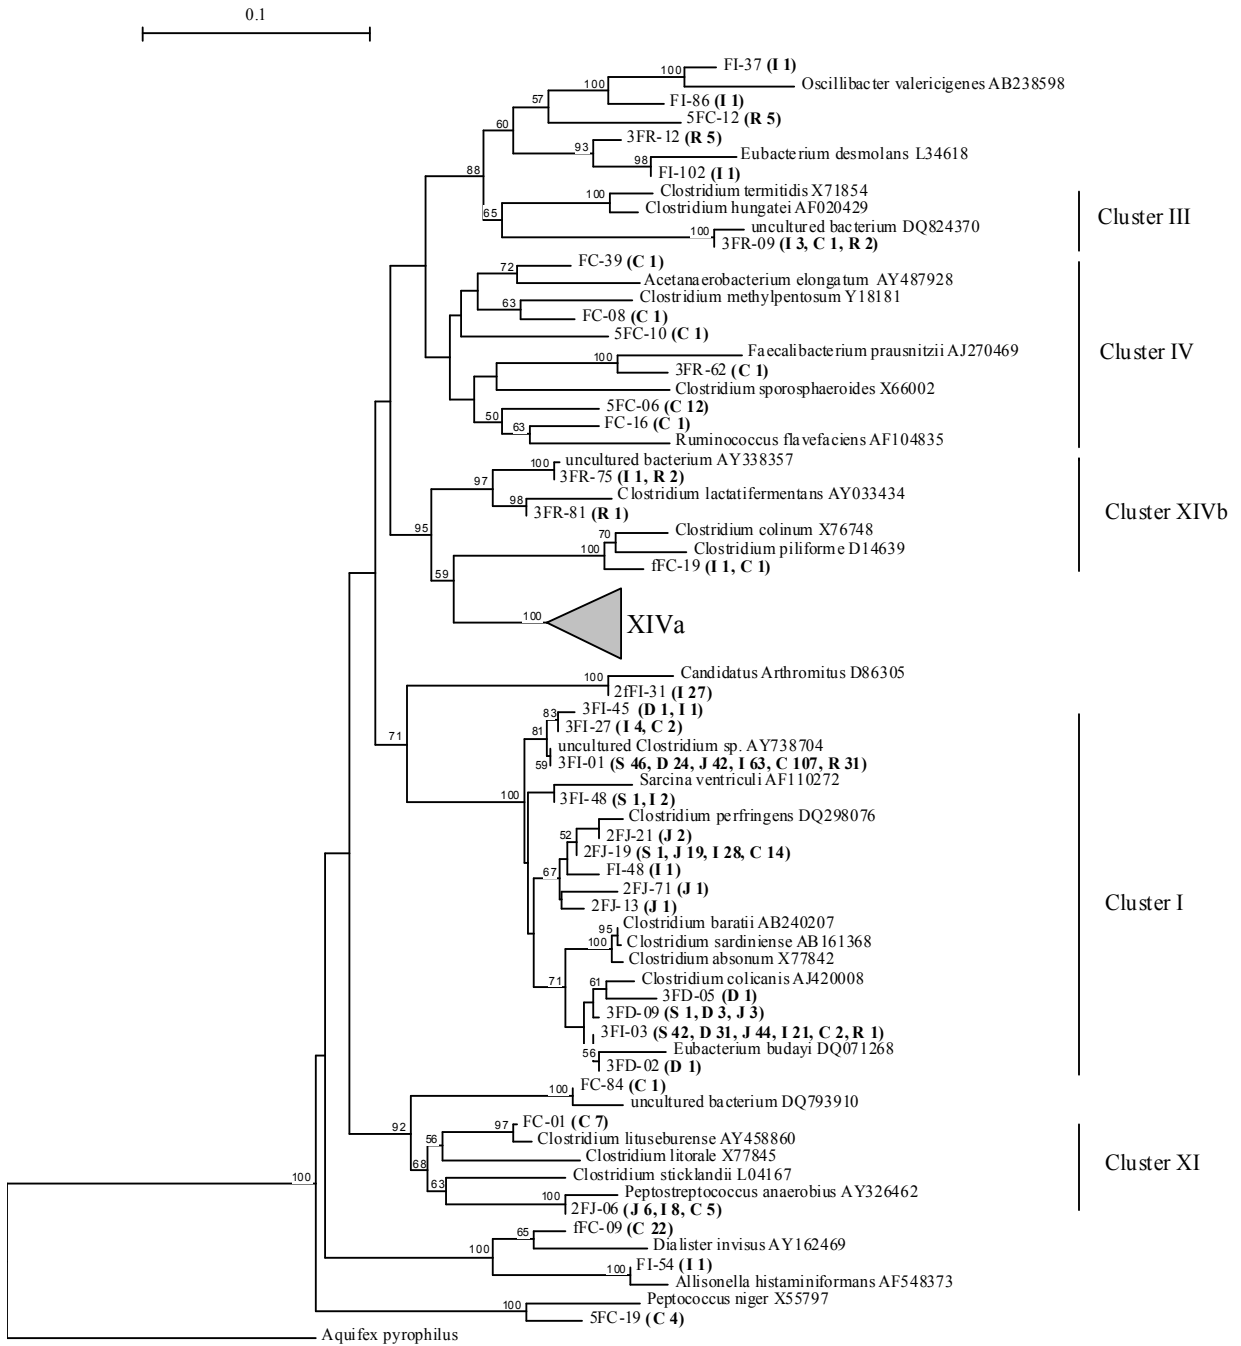 0.1
100
FI-37 (I 1)
Oscillibacter valericigenes AB238598
100
FI-86 (I 1)
57
5FC-12 (R 5)
60
3FR-12 (R 5)
93
Eubacterium desmolans L34618
98
FI-102 (I 1)
88
Clostridium termitidis X71854
100
Clostridium hungatei AF020429
65
uncultured bacterium DQ824370
100
3FR-09 (I 3, C 1, R 2)
Cluster III
FC-39 (C 1)
72
Acetanaerobacterium elongatum AY487928
Clostridium methylpentosum Y18181
63
FC-08 (C 1)
5FC-10 (C 1)
Faecalibacterium prausnitzii AJ270469
100
3FR-62 (C 1)
Clostridium sporosphaeroides X66002
5FC-06 (C 12)
50
FC-16 (C 1)
63
Ruminococcus flavefaciens AF104835
Cluster IV
uncultured bacterium AY338357
100
3FR-75 (I 1, R 2)
97
Clostridium lactatifermentans AY033434
98
3FR-81 (R 1)
95
Clostridium colinum X76748
70
Clostridium piliforme D14639
100
fFC-19 (I 1, C 1)
59
Cluster XIVb
100
XIVa
Candidatus Arthromitus D86305
100
2fFI-31 (I 27)
71
3FI-45 (D 1, I 1)
83
3FI-27 (I 4, C 2)
81
uncultured Clostridium sp. AY738704
59
3FI-01 (S 46, D 24, J 42, I 63, C 107, R 31)
Sarcina ventriculi AF110272
100
3FI-48 (S 1, I 2)
Clostridium perfringens DQ298076
2FJ-21 (J 2)
52
2FJ-19 (S 1, J 19, I 28, C 14)
FI-48 (I 1)
67
2FJ-71 (J 1)
2FJ-13 (J 1)
Clostridium baratii AB240207
95
Clostridium sardiniense AB161368
100
Clostridium absonum X77842
71
Clostridium colicanis AJ420008
61
3FD-05 (D 1)
3FD-09 (S 1, D 3, J 3)
3FI-03 (S 42, D 31, J 44, I 21, C 2, R 1)
Eubacterium budayi DQ071268
56
3FD-02 (D 1)
Cluster I
FC-84 (C 1)
100
uncultured bacterium DQ793910
92
FC-01 (C 7)
97
Clostridium lituseburense AY458860
56
Clostridium litorale X77845
68
Clostridium sticklandii L04167
63
Peptostreptococcus anaerobius AY326462
100
2FJ-06 (J 6, I 8, C 5)
Cluster XI
100
fFC-09 (C 22)
65
Dialister invisus AY162469
100
FI-54 (I 1)
100
Allisonella histaminiformans AF548373
Peptococcus niger X55797
100
5FC-19 (C 4)
Aquifex pyrophilus